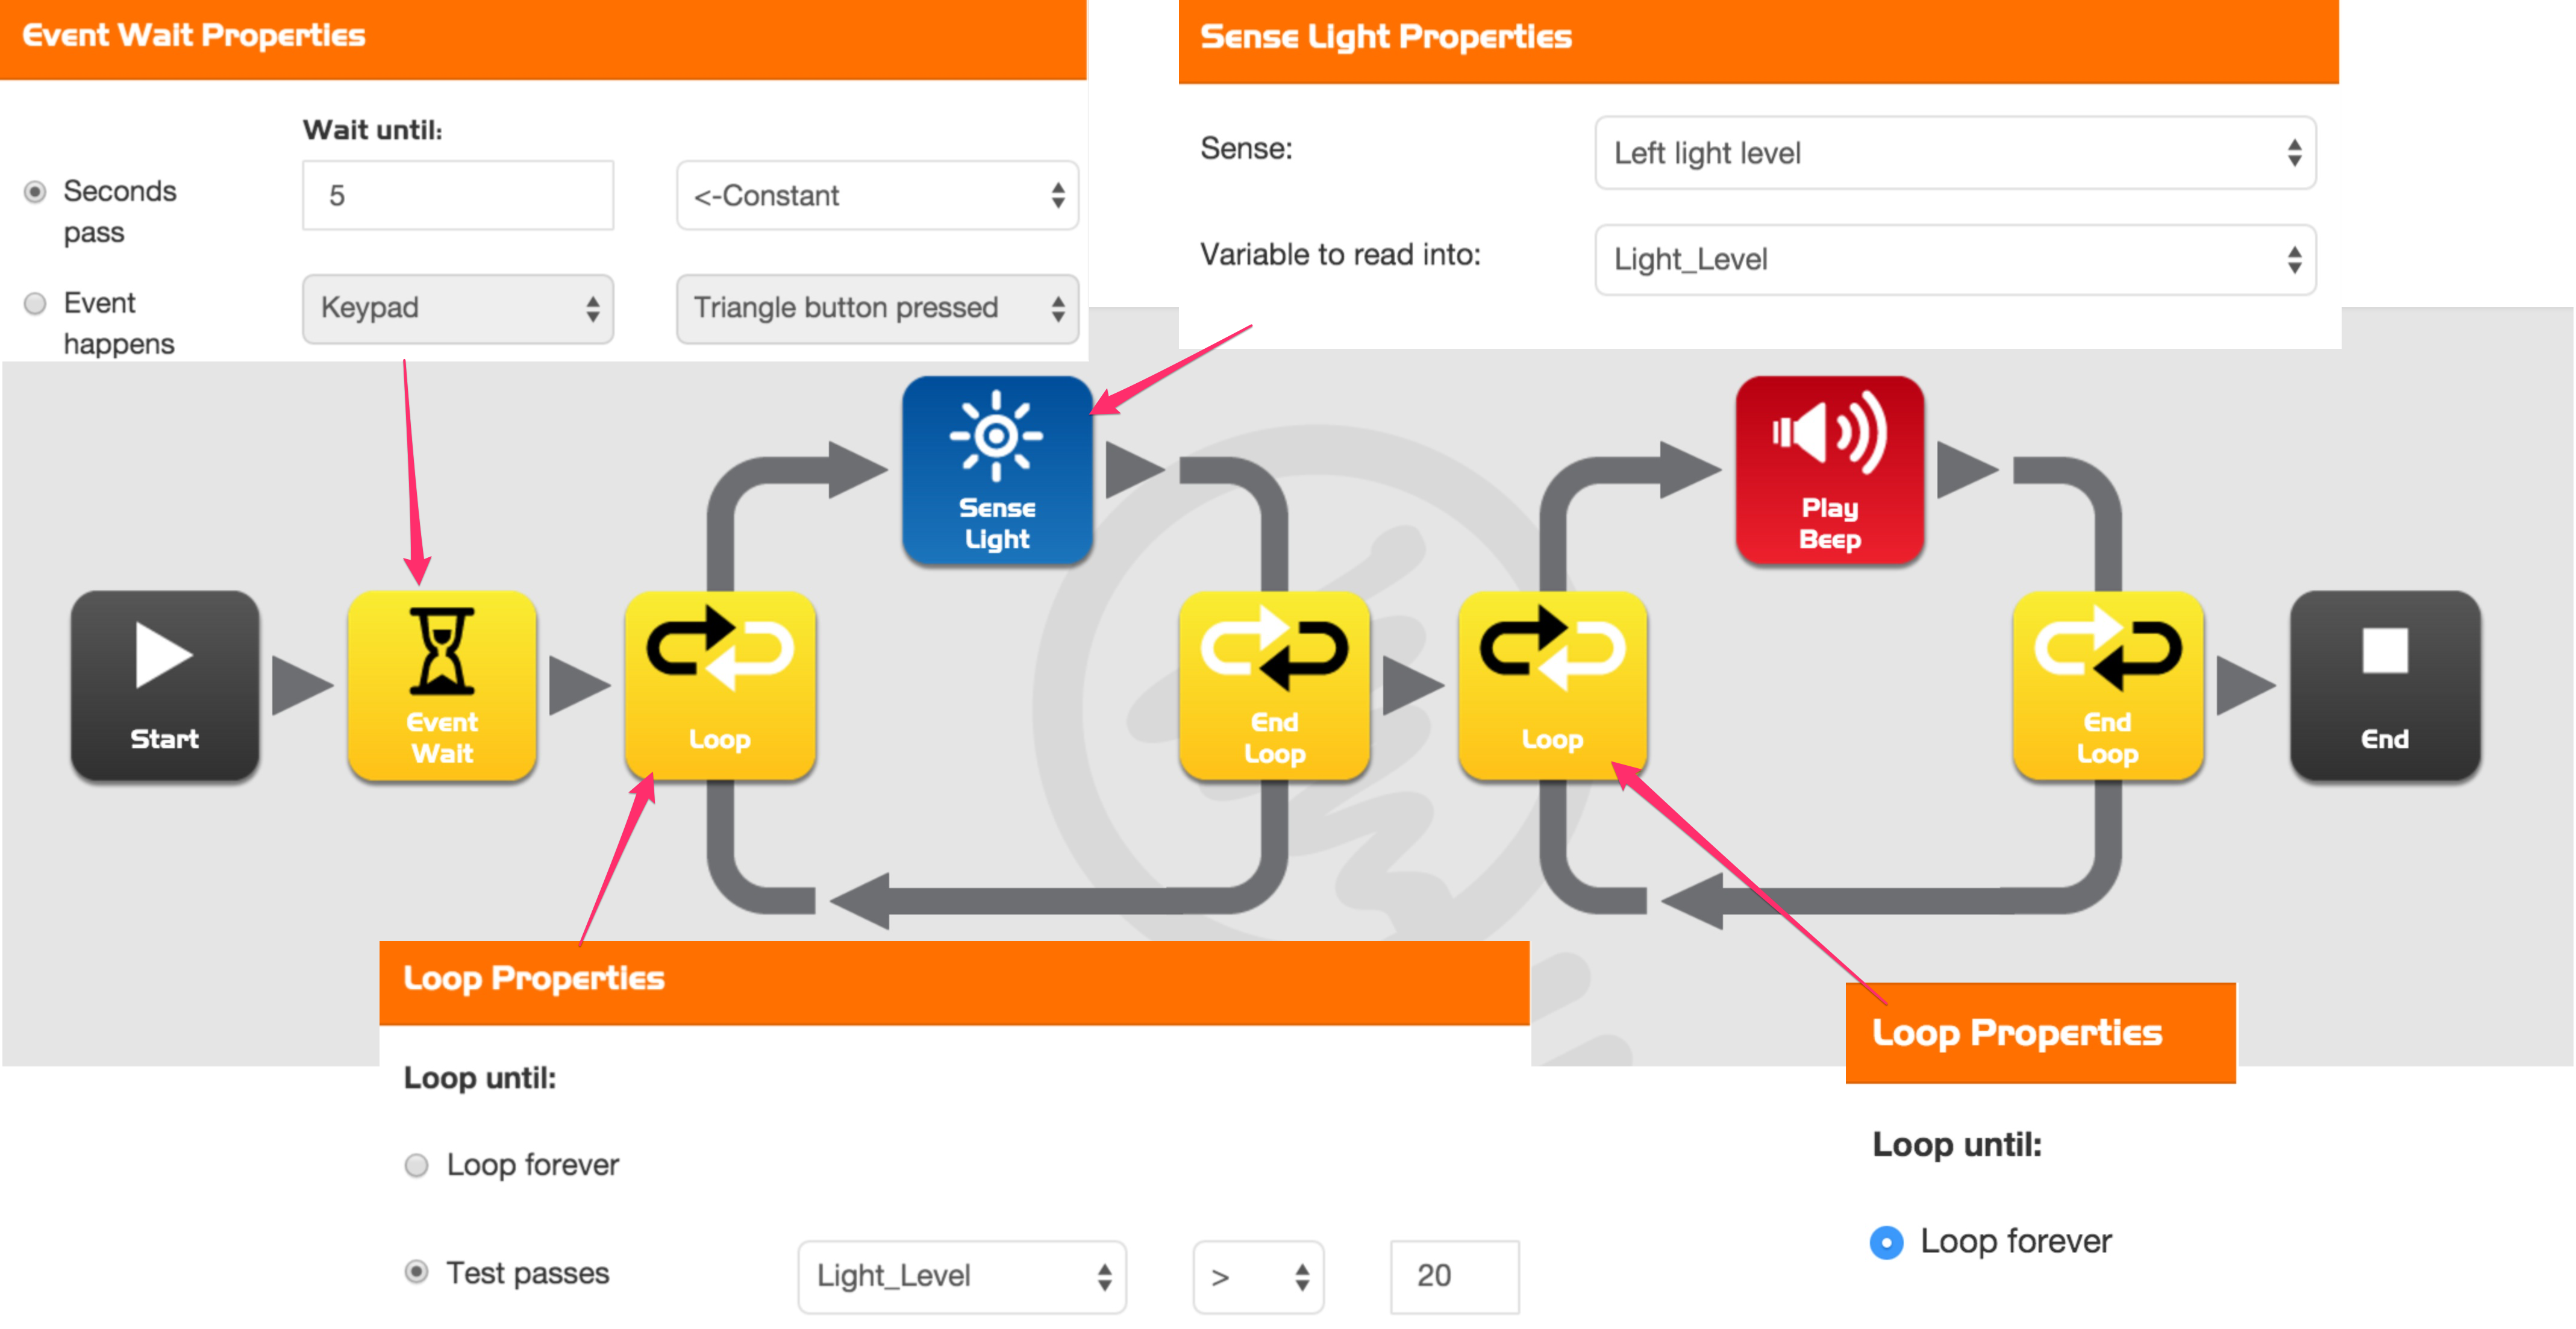 Event Wait Properties
Wait until:
Seconds pass
5
<-Constant
Event happens
Keypad
Triangle button pressed
Sense Light Properties
Sense:
Left light level
Variable to read into:
Light_Level
Start
Event
Wait
Loop
Sense
Light
End
Loop
Loop
Play
Beep
End
Loop
End
Loop Properties
Loop until:
Loop forever
Test passes
Light_Level
>
20
Loop Properties
Loop until:
Loop forever